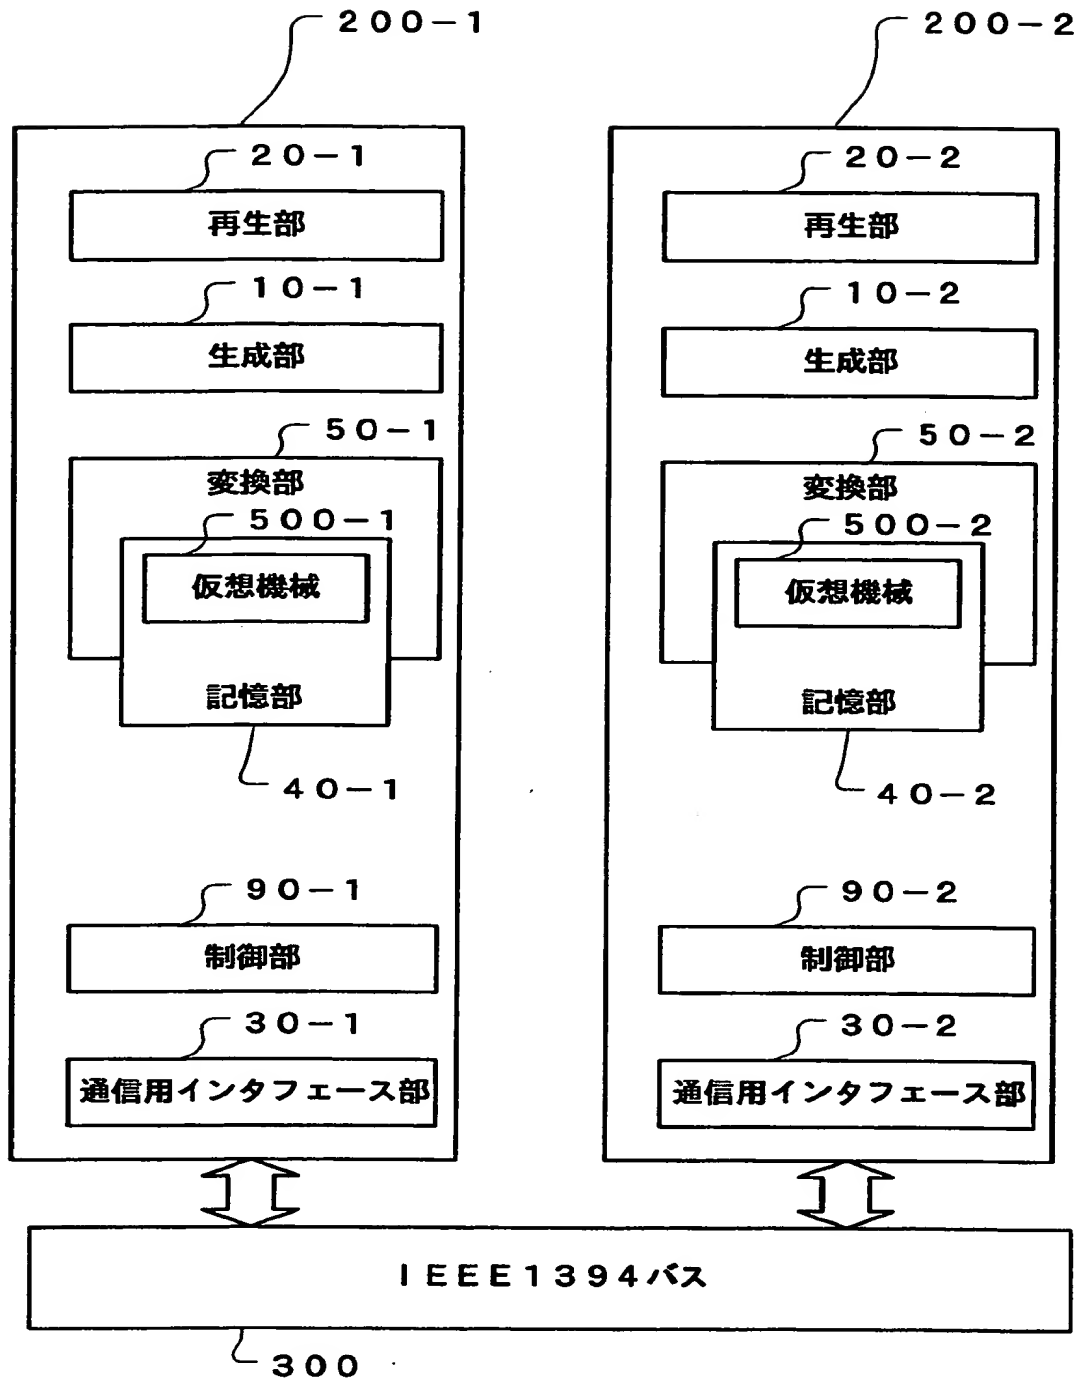 200-1
20-1
再生部
10-1
生成部
50-1
変換部
500-1
仮想機械
記憶部
40-1
90-1
制御部
30-1
通信用インタフェース部
200-2
20-2
再生部
10-2
生成部
50-2
変換部
500-2
仮想機械
記憶部
40-2
90-2
制御部
30-2
通信用インタフェース部
IEEE1394バス
300